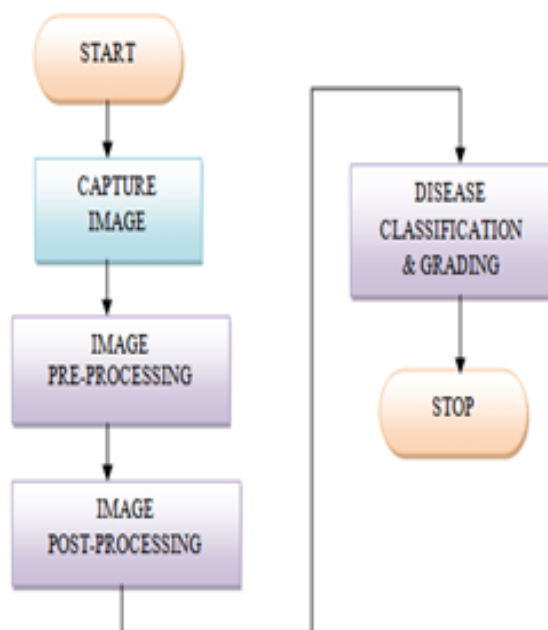 START
CAPTURE
IMAGE
IMAGE
PRE-PROCESSING
IMAGE
POST-PROCESSING
DISEASE
CLASSIFICATION
& GRADING
STOP